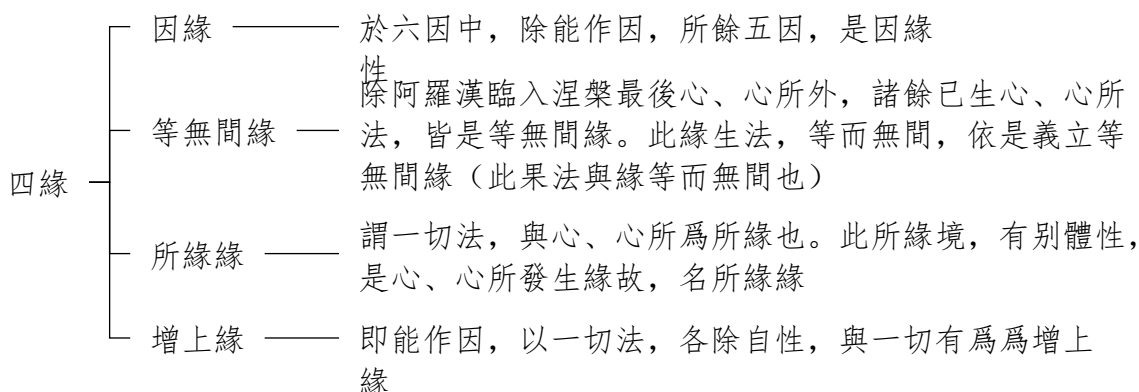 四緣
因緣
於六因中，除能作因，所餘五因，是因緣
性
等無間緣
除阿羅漢臨入涅槃最後心、心所外，諸餘已生心、心所
法，皆是等無間緣。此緣生法，等而無間，依是義立等
無間緣（此果法與緣等而無間也）
所緣緣
謂一切法，與心、心所爲所緣也。此所緣境，有別體性，
是心、心所發生緣故，名所緣緣
增上緣
即能作因，以一切法，各除自性，與一切有爲爲增上
緣